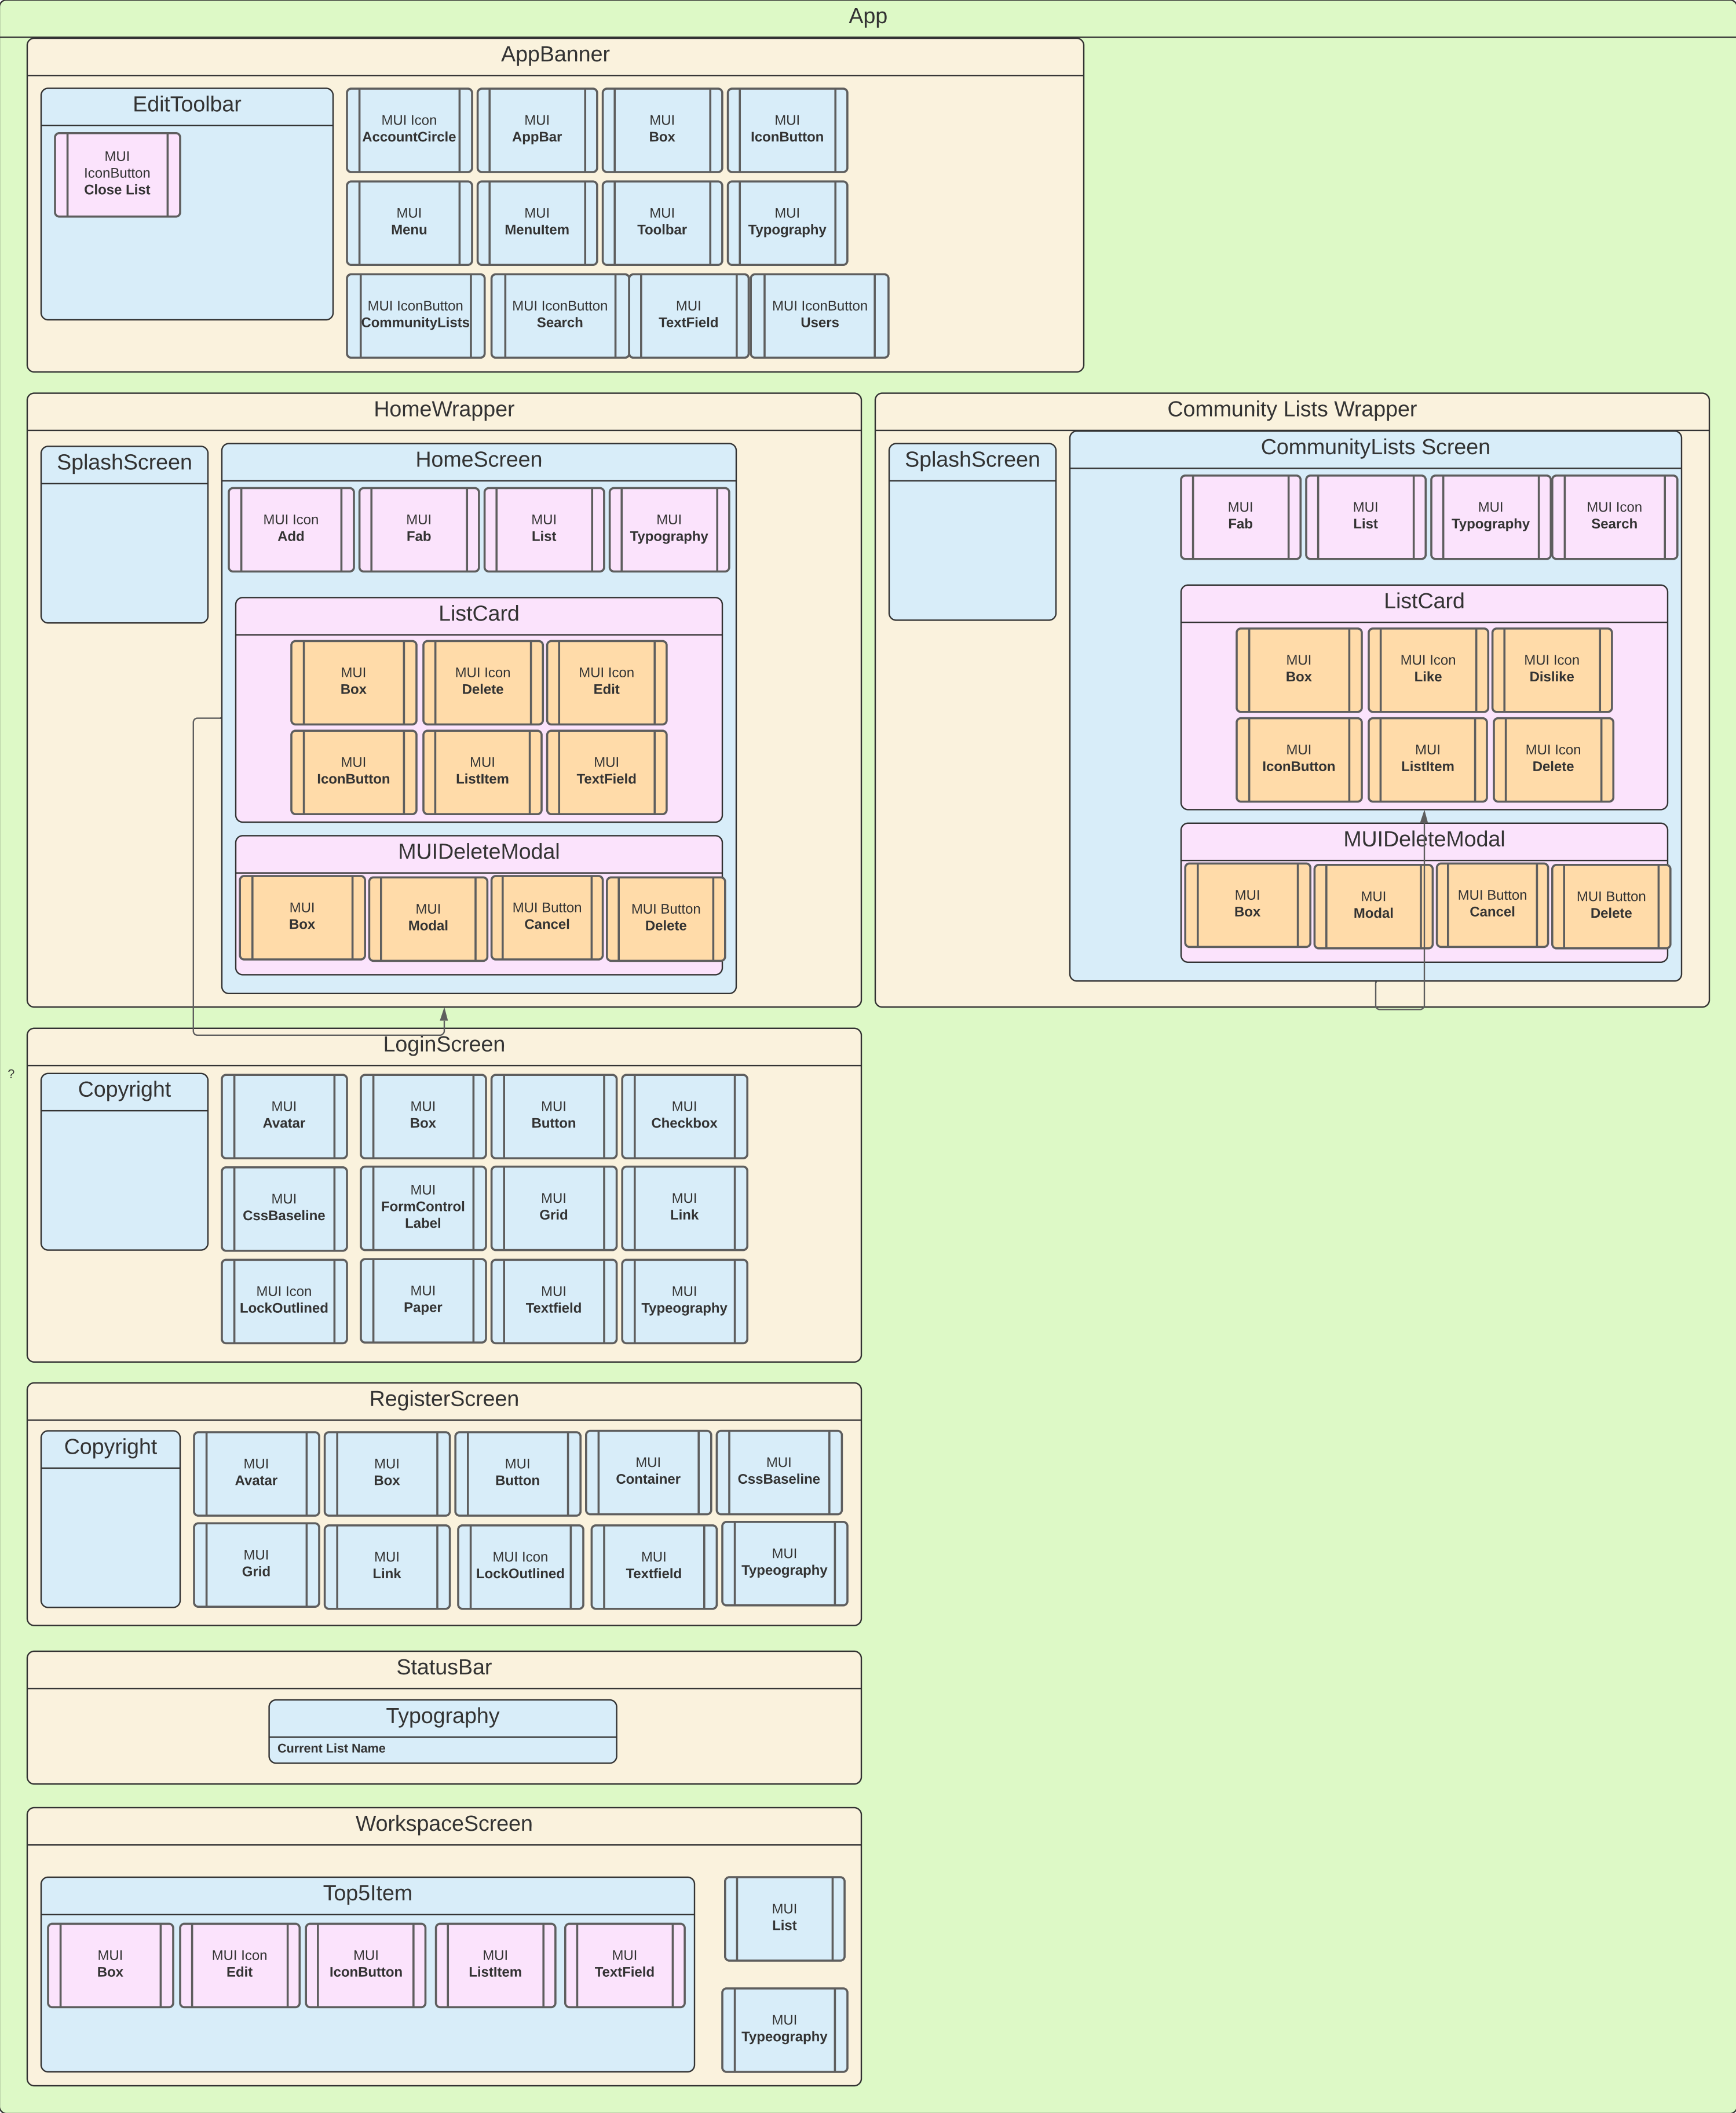 App
AppBanner
EditToolbar
MUI
IconButton
Close List
MUI Icon
AccountCircle
MUI
AppBar
MUI
Box
MUI
IconButton
MUI
Menu
MUI
MenuItem
MUI
Toolbar
MUI
Typography
MUI IconButton
CommunityLists
MUI IconButton
Search
MUI
TextField
MUI IconButton
Users
HomeWrapper
SplashScreen
HomeScreen
MUI Icon
Add
MUI
Fab
MUI
List
MUI
Typography
ListCard
MUI
Box
MUI Icon
Delete
MUI Icon
Edit
MUI
IconButton
MUI
ListItem
MUI
TextField
MUIDeleteModal
MUI
Box
MUI
Modal
MUI Button
Cancel
MUI Button
Delete
Community Lists Wrapper
SplashScreen
CommunityLists Screen
MUI
Fab
MUI
List
MUI
Typography
MUI Icon
Search
ListCard
MUI
Box
MUI Icon
Like
MUI Icon
Dislike
MUI
IconButton
MUI
ListItem
MUI Icon
Delete
MUIDeleteModal
MUI
Box
MUI
Modal
MUI Button
Cancel
MUI Button
Delete
?
LoginScreen
Copyright
MUI
Avatar
MUI
Box
MUI
Button
MUI
Checkbox
MUI
CssBaseline
MUI
FormControl
Label
MUI
Grid
MUI
Link
MUI Icon
LockOutlined
MUI
Paper
MUI
Textfield
MUI
Typeography
RegisterScreen
Copyright
MUI
Avatar
MUI
Box
MUI
Button
MUI
Container
MUI
CssBaseline
MUI
Grid
MUI
Link
MUI Icon
LockOutlined
MUI
Textfield
MUI
Typeography
StatusBar
Typography
Current List Name
WorkspaceScreen
Top5Item
MUI
Box
MUI Icon
Edit
MUI
IconButton
MUI
ListItem
MUI
TextField
MUI
List
MUI
Typeography